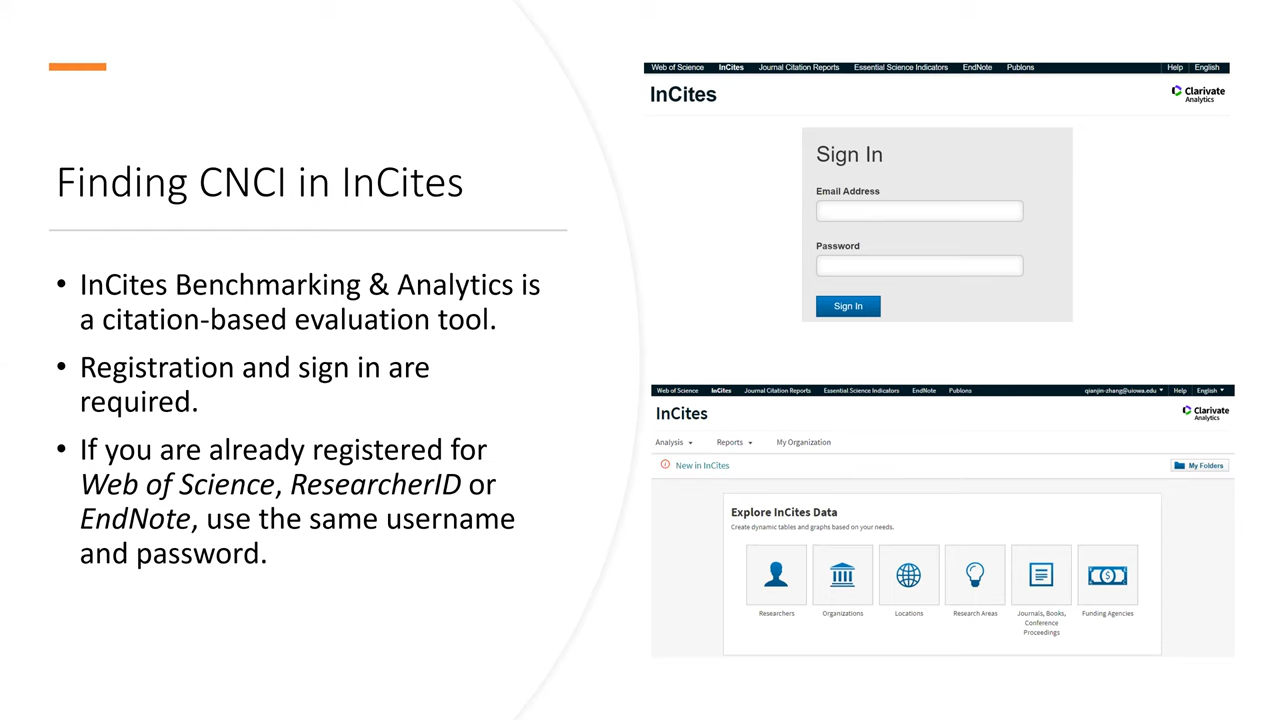 Finding CNCI in InCites
• InCites Benchmarking & Analytics is
a citation-based evaluation tool.
• Registration and sign in are
required.
• If you are already registered for
Web of Science, ResearcherID or
EndNote, use the same username
and password.
Web of Science InCites Journal Citation Reports Essential Science Indicators EndNote Publons Help English
InCites
Clarivate
Analytics
Sign In
Email Address
Password
Sign In
Web of Science InCites Journal Citation Reports Essential Science Indicators EndNote Publons qianjin-zhang@uiowa.edu Help English
InCites
Clarivate
Analytics
Analysis Reports My Organization
New in InCites My Folders
Explore InCites Data
Create dynamic tables and graphs based on your needs.
Researchers Organizations Locations Research Areas Journals, Books, Funding Agencies
Conference
Proceedings